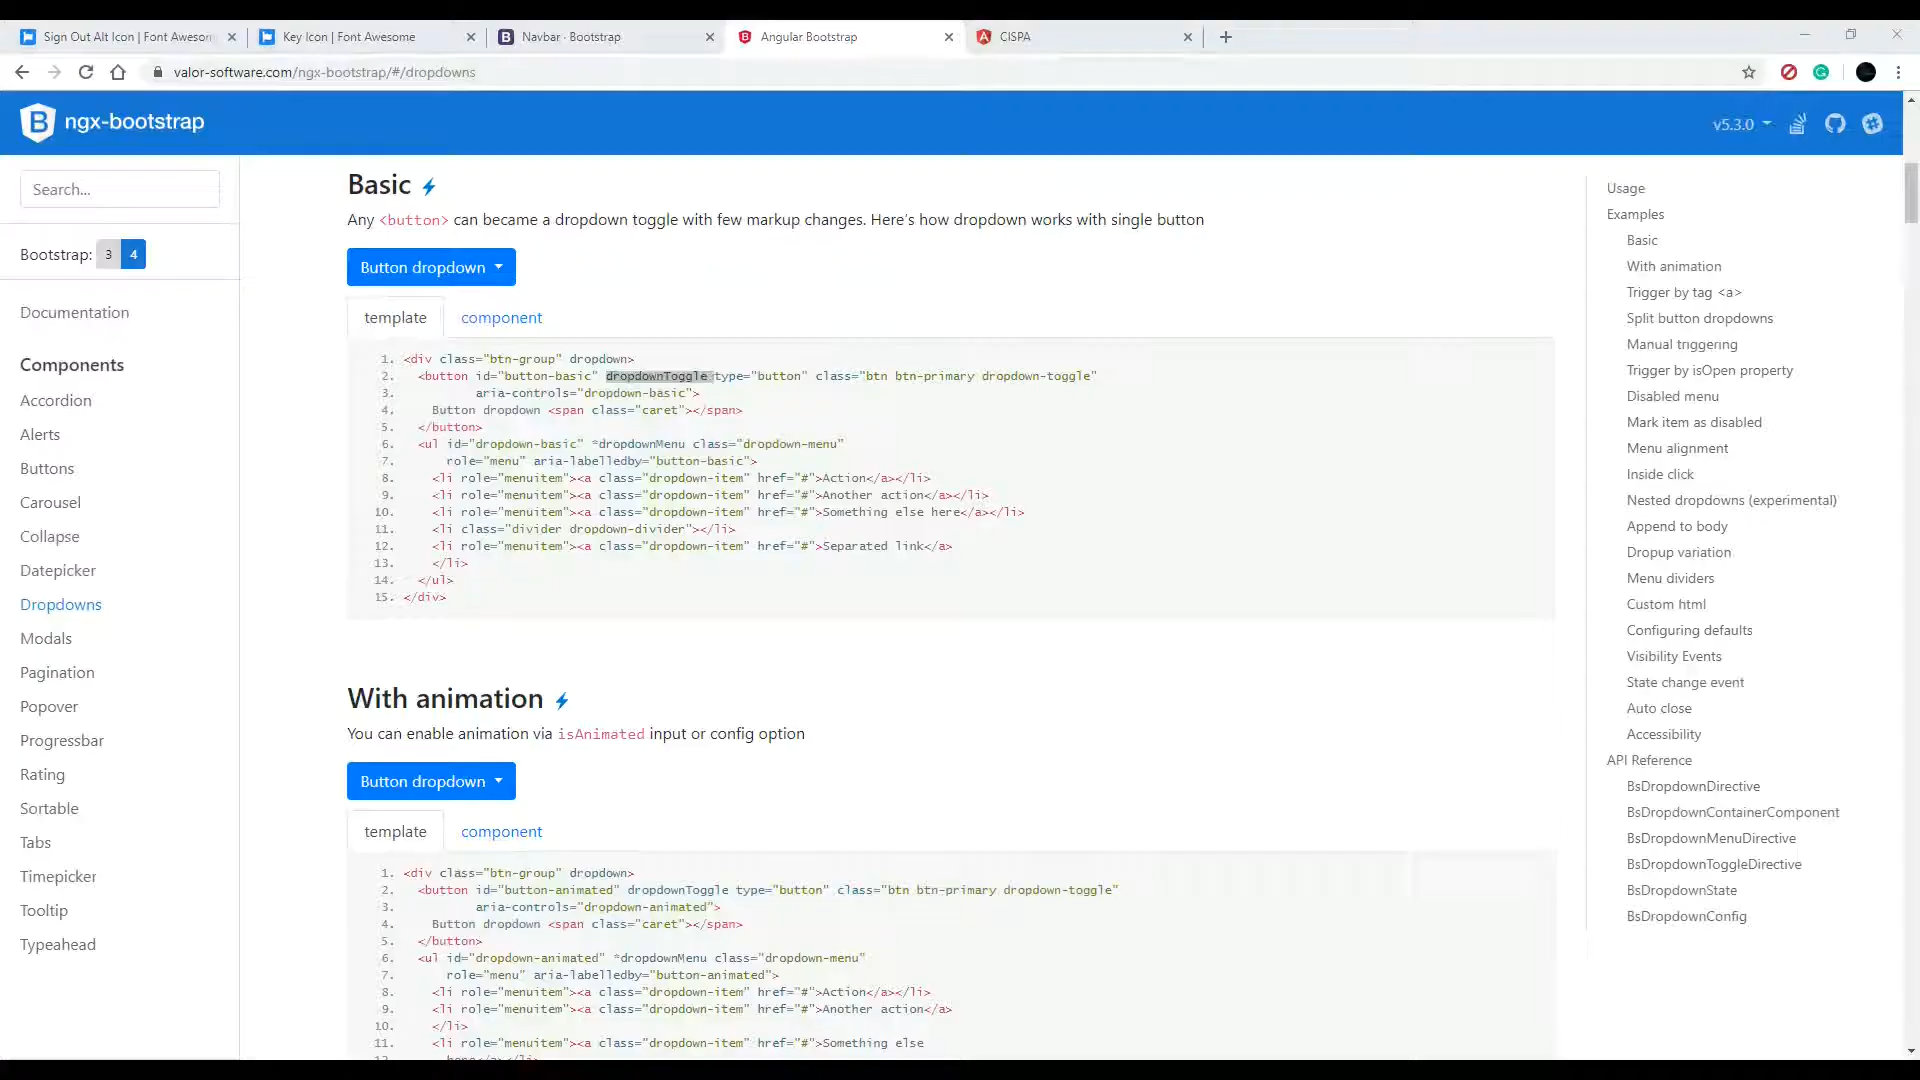 Sign Out Alt Icon | Font Awesom
Key Icon | Font Awesome
Navbar · Bootstrap
Angular Bootstrap
CISPA
valor-software.com/ngx-bootstrap/#/dropdowns
B ngx-bootstrap
v5.3.0
Search...
Bootstrap: 3 4
Documentation
Components
Accordion
Alerts
Buttons
Carousel
Collapse
Datepicker
Dropdowns
Modals
Pagination
Popover
Progressbar
Rating
Sortable
Tabs
Timepicker
Tooltip
Typeahead
Basic
Any <button> can became a dropdown toggle with few markup changes. Here's how dropdown works with single button
Button dropdown
template component
1. <div class="btn-group" dropdown>
2. <button id="button-basic" dropdownToggle type="button" class="btn btn-primary dropdown-toggle"
3. aria-controls="dropdown-basic">
4. Button dropdown <span class="caret"></span>
5. </button>
6. <ul id="dropdown-basic" *dropdownMenu class="dropdown-menu"
7. role="menu" aria-labelledby="button-basic">
8. <li role="menuitem"><a class="dropdown-item" href="#">Action</a></li>
9. <li role="menuitem"><a class="dropdown-item" href="#">Another action</a></li>
10. <li role="menuitem"><a class="dropdown-item" href="#">Something else here</a></li>
11. <li class="divider dropdown-divider"></li>
12. <li role="menuitem"><a class="dropdown-item" href="#">Separated link</a>
13. </li>
14. </ul>
15. </div>
With animation
You can enable animation via isAnimated input or config option
Button dropdown
template component
1. <div class="btn-group" dropdown>
2. <button id="button-animated" dropdownToggle type="button" class="btn btn-primary dropdown-toggle"
3. aria-controls="dropdown-animated">
4. Button dropdown <span class="caret"></span>
5. </button>
6. <ul id="dropdown-animated" *dropdownMenu class="dropdown-menu"
7. role="menu" aria-labelledby="button-animated">
8. <li role="menuitem"><a class="dropdown-item" href="#">Action</a></li>
9. <li role="menuitem"><a class="dropdown-item" href="#">Another action</a>
10. </li>
11. <li role="menuitem"><a class="dropdown-item" href="#">Something else
Usage
Examples
Basic
With animation
Trigger by tag <a>
Split button dropdowns
Manual triggering
Trigger by isOpen property
Disabled menu
Mark item as disabled
Menu alignment
Inside click
Nested dropdowns (experimental)
Append to body
Dropup variation
Menu dividers
Custom html
Configuring defaults
Visibility Events
State change event
Auto close
Accessibility
API Reference
BsDropdownDirective
BsDropdownContainerComponent
BsDropdownMenuDirective
BsDropdownToggleDirective
BsDropdownState
BsDropdownConfig